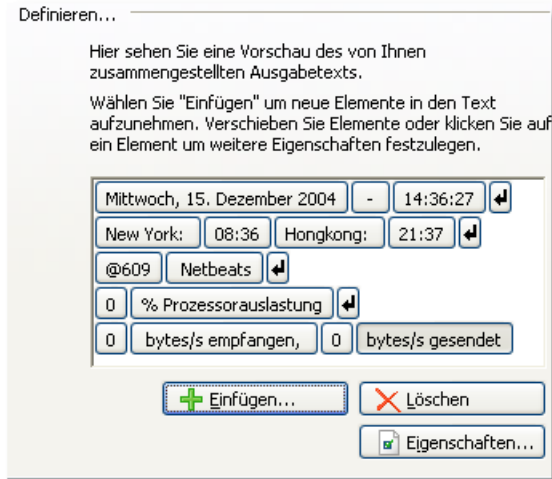 Definieren...
Hier sehen Sie eine Vorschau des von Ihnen
zusammengestellten Ausgabetexts.
Wählen Sie "Einfügen" um neue Elemente in den Text
aufzunehmen. Verschieben Sie Elemente oder klicken Sie auf
ein Element um weitere Eigenschaften festzulegen.
Mittwoch, 15. Dezember 2004 - 14:36:27 ↲
New York: 08:36 Hongkong: 21:37 ↲
@609 Netbeats ↲
0 % Prozessorauslastung ↲
0 bytes/s empfangen, 0 bytes/s gesendet
Einfügen... Löschen
Eigenschaften...